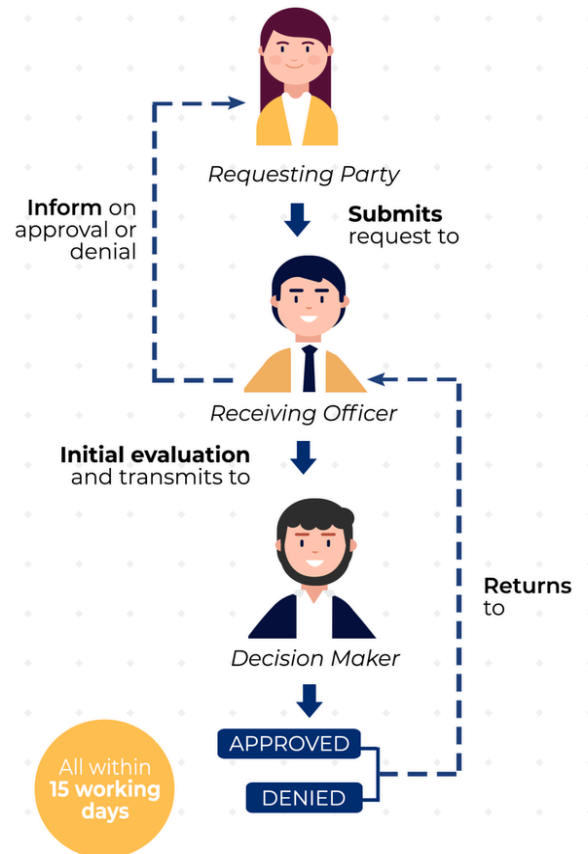 Requesting Party
Inform on
approval or
denial
Submits
request to
Receiving Officer
Initial evaluation
and transmits to
Returns
to
Decision Maker
APPROVED
DENIED
All within
15 working
days